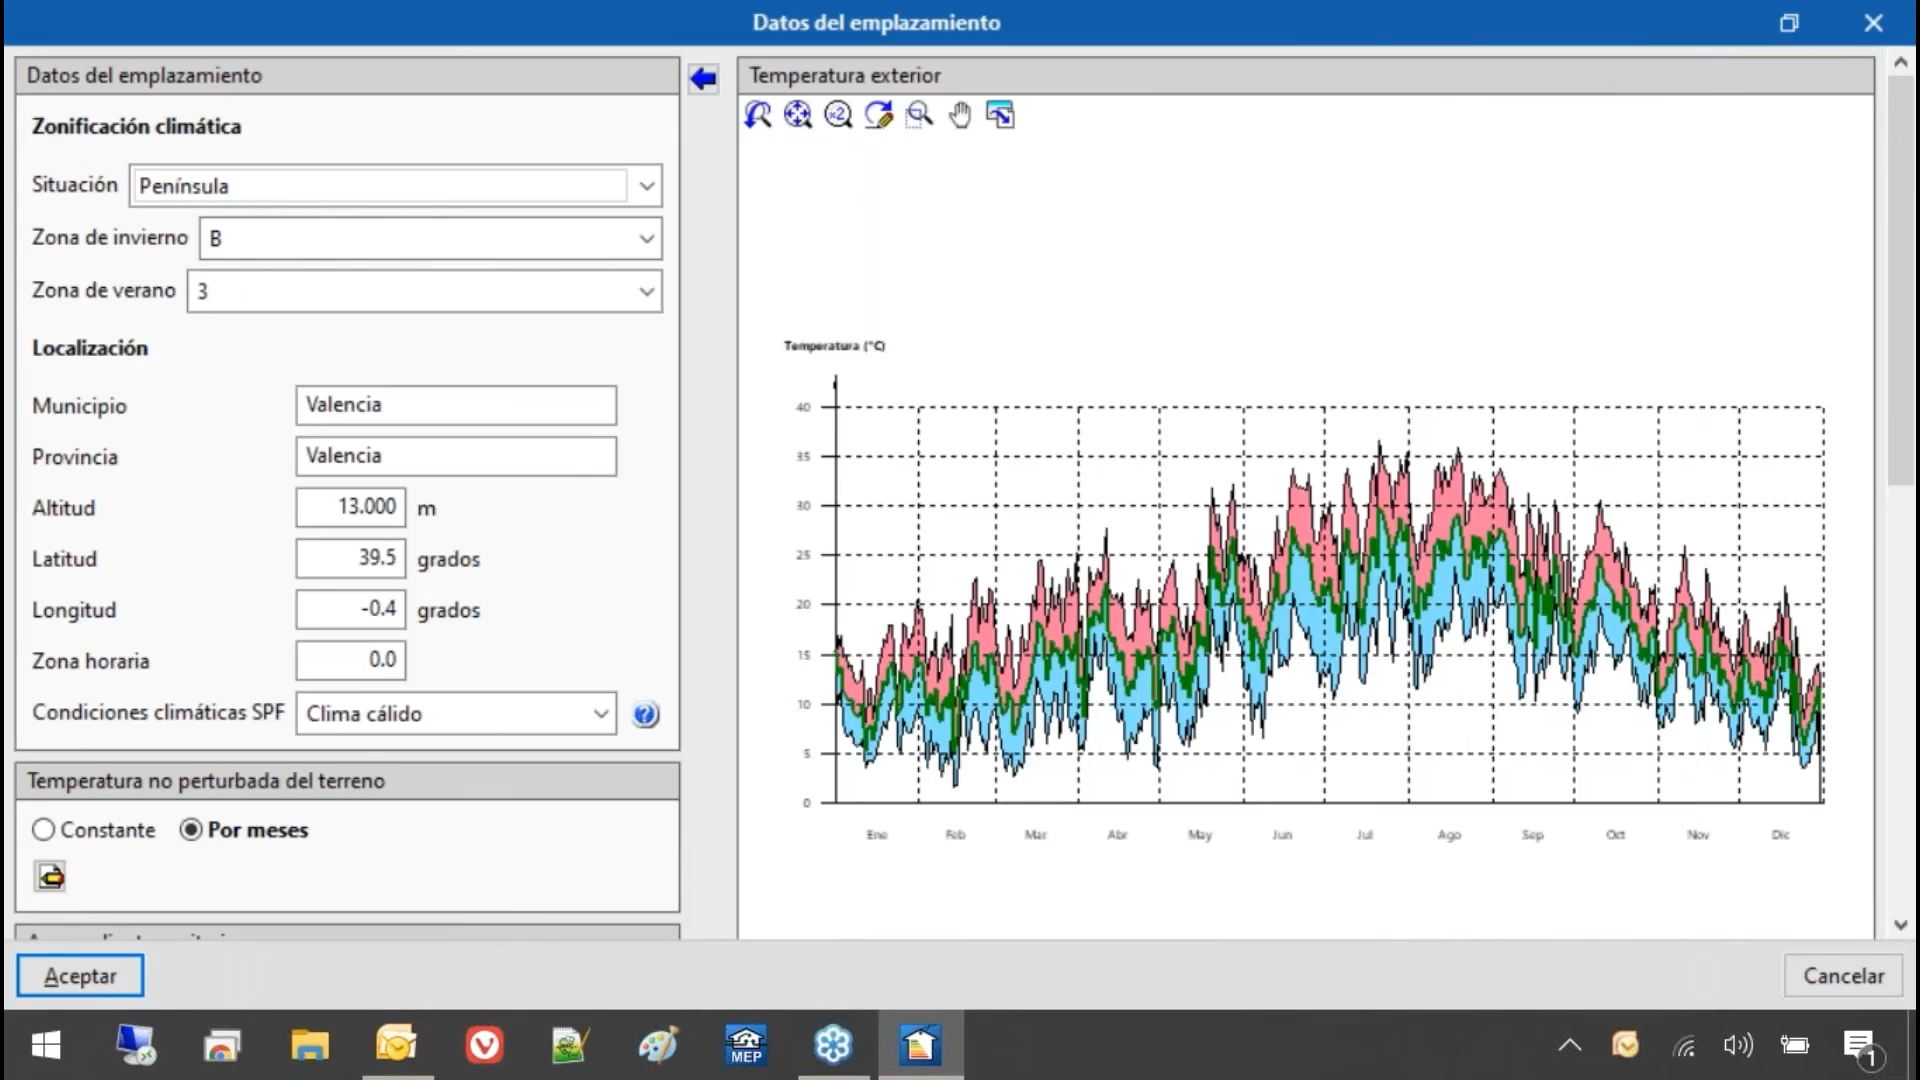 Datos del emplazamiento
Datos del emplazamiento
Zonificación climática
Situación Península
Zona de invierno B
Zona de verano 3
Localización
Municipio Valencia
Provincia Valencia
Altitud 13.000 m
Latitud 39.5 grados
Longitud -0.4 grados
Zona horaria 0.0
Condiciones climáticas SPF Clima cálido ?
Temperatura no perturbada del terreno
Constante Por meses
Temperatura exterior
x2
Temperatura (°C)
40
35
30
25
20
15
10
5
0
Ene Feb Mar Abr May Jun Jul Ago Sep Oct Nov Dic
Aceptar
Cancelar
MEP
1